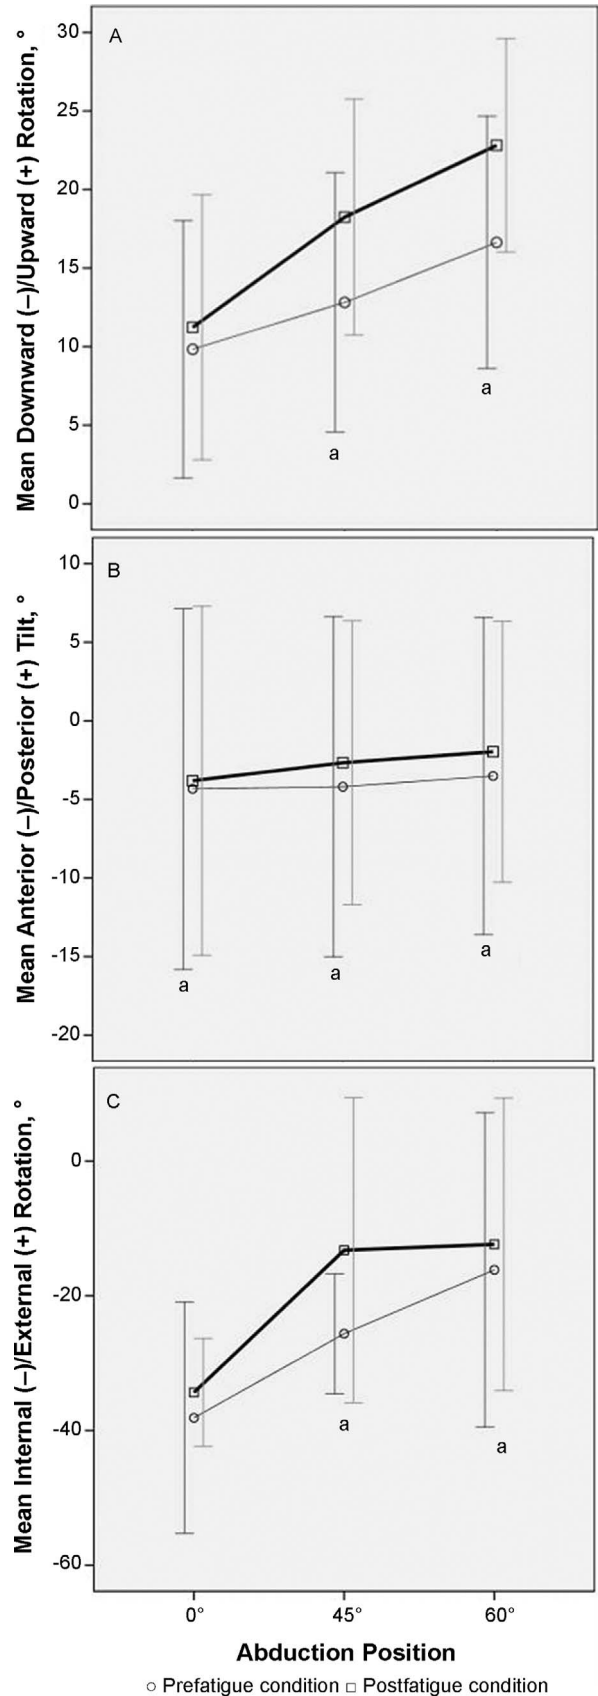 A
Mean Downward (–)/Upward (+) Rotation, °
30
25
20
15
10
5
0
a
a
B
Mean Anterior (–)/Posterior (+) Tilt, °
10
5
0
-5
-10
-15
-20
a
a
a
C
Mean Internal (–)/External (+) Rotation, °
0
-20
-40
-60
a
a
0° 45° 60°
Abduction Position
○ Prefatigue condition □ Postfatigue condition